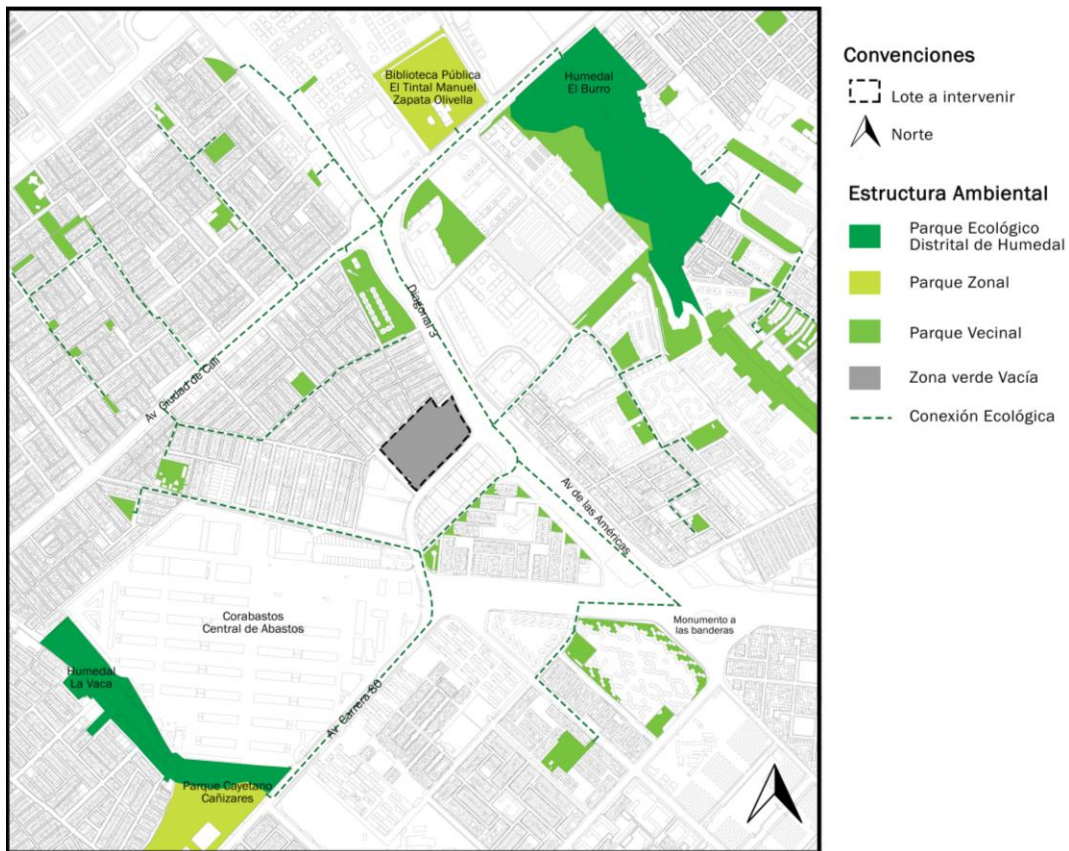 Biblioteca Pública
El Tintal Manuel
Zapata Olivella
Humedal
El Burro
Diagonal 3
Av Ciudad de Cali
Av de las Américas
Corabastos
Central de Abastos
Monumento a
las banderas
Humedal
La Vaca
Av Carrera 80
Parque Cayetano
Cañizares
Convenciones
Lote a intervenir
Norte
Estructura Ambiental
Parque Ecológico
Distrital de Humedal
Parque Zonal
Parque Vecinal
Zona verde Vacía
Conexión Ecológica